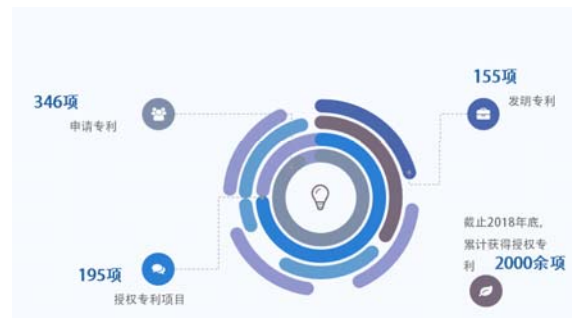 346项
申请专利
155项
发明专利
195项
授权专利项目
截止2018年底,
累计获得授权专
利 2000余项